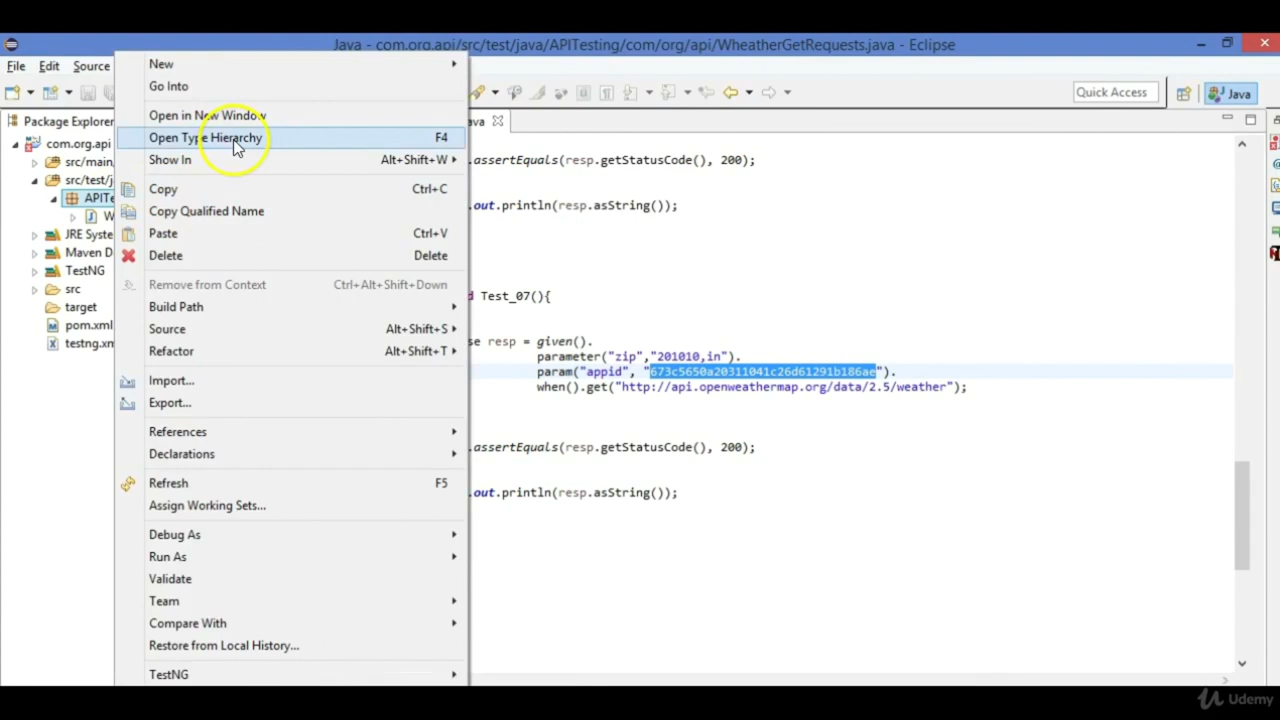 Java - com.org.api/src/test/java/APITesting/com/org/api/WheatherGetRequests.java - Eclipse
File Edit Source
Quick Access
Java
Package Explorer
com.org.api
src/main
src/test/j
APITe
W
JRE Syste
Maven D
TestNG
src
target
pom.xml
testng.xm
New
Go Into
Open in New Window
Open Type Hierarchy F4
Show In Alt+Shift+W
Copy Ctrl+C
Copy Qualified Name
Paste Ctrl+V
Delete Delete
Remove from Context Ctrl+Alt+Shift+Down
Build Path
Source Alt+Shift+S
Refactor Alt+Shift+T
Import...
Export...
References
Declarations
Refresh F5
Assign Working Sets...
Debug As
Run As
Validate
Team
Compare With
Restore from Local History...
TestNG
ava
.assertEquals(resp.getStatusCode(), 200);
.out.println(resp.asString());
d Test_07(){
se resp = given().
parameter("zip","201010,in").
param("appid", "673c5650a20311041c26d61291b186ae").
when().get("http://api.openweathermap.org/data/2.5/weather");
.assertEquals(resp.getStatusCode(), 200);
.out.println(resp.asString());
Udemy